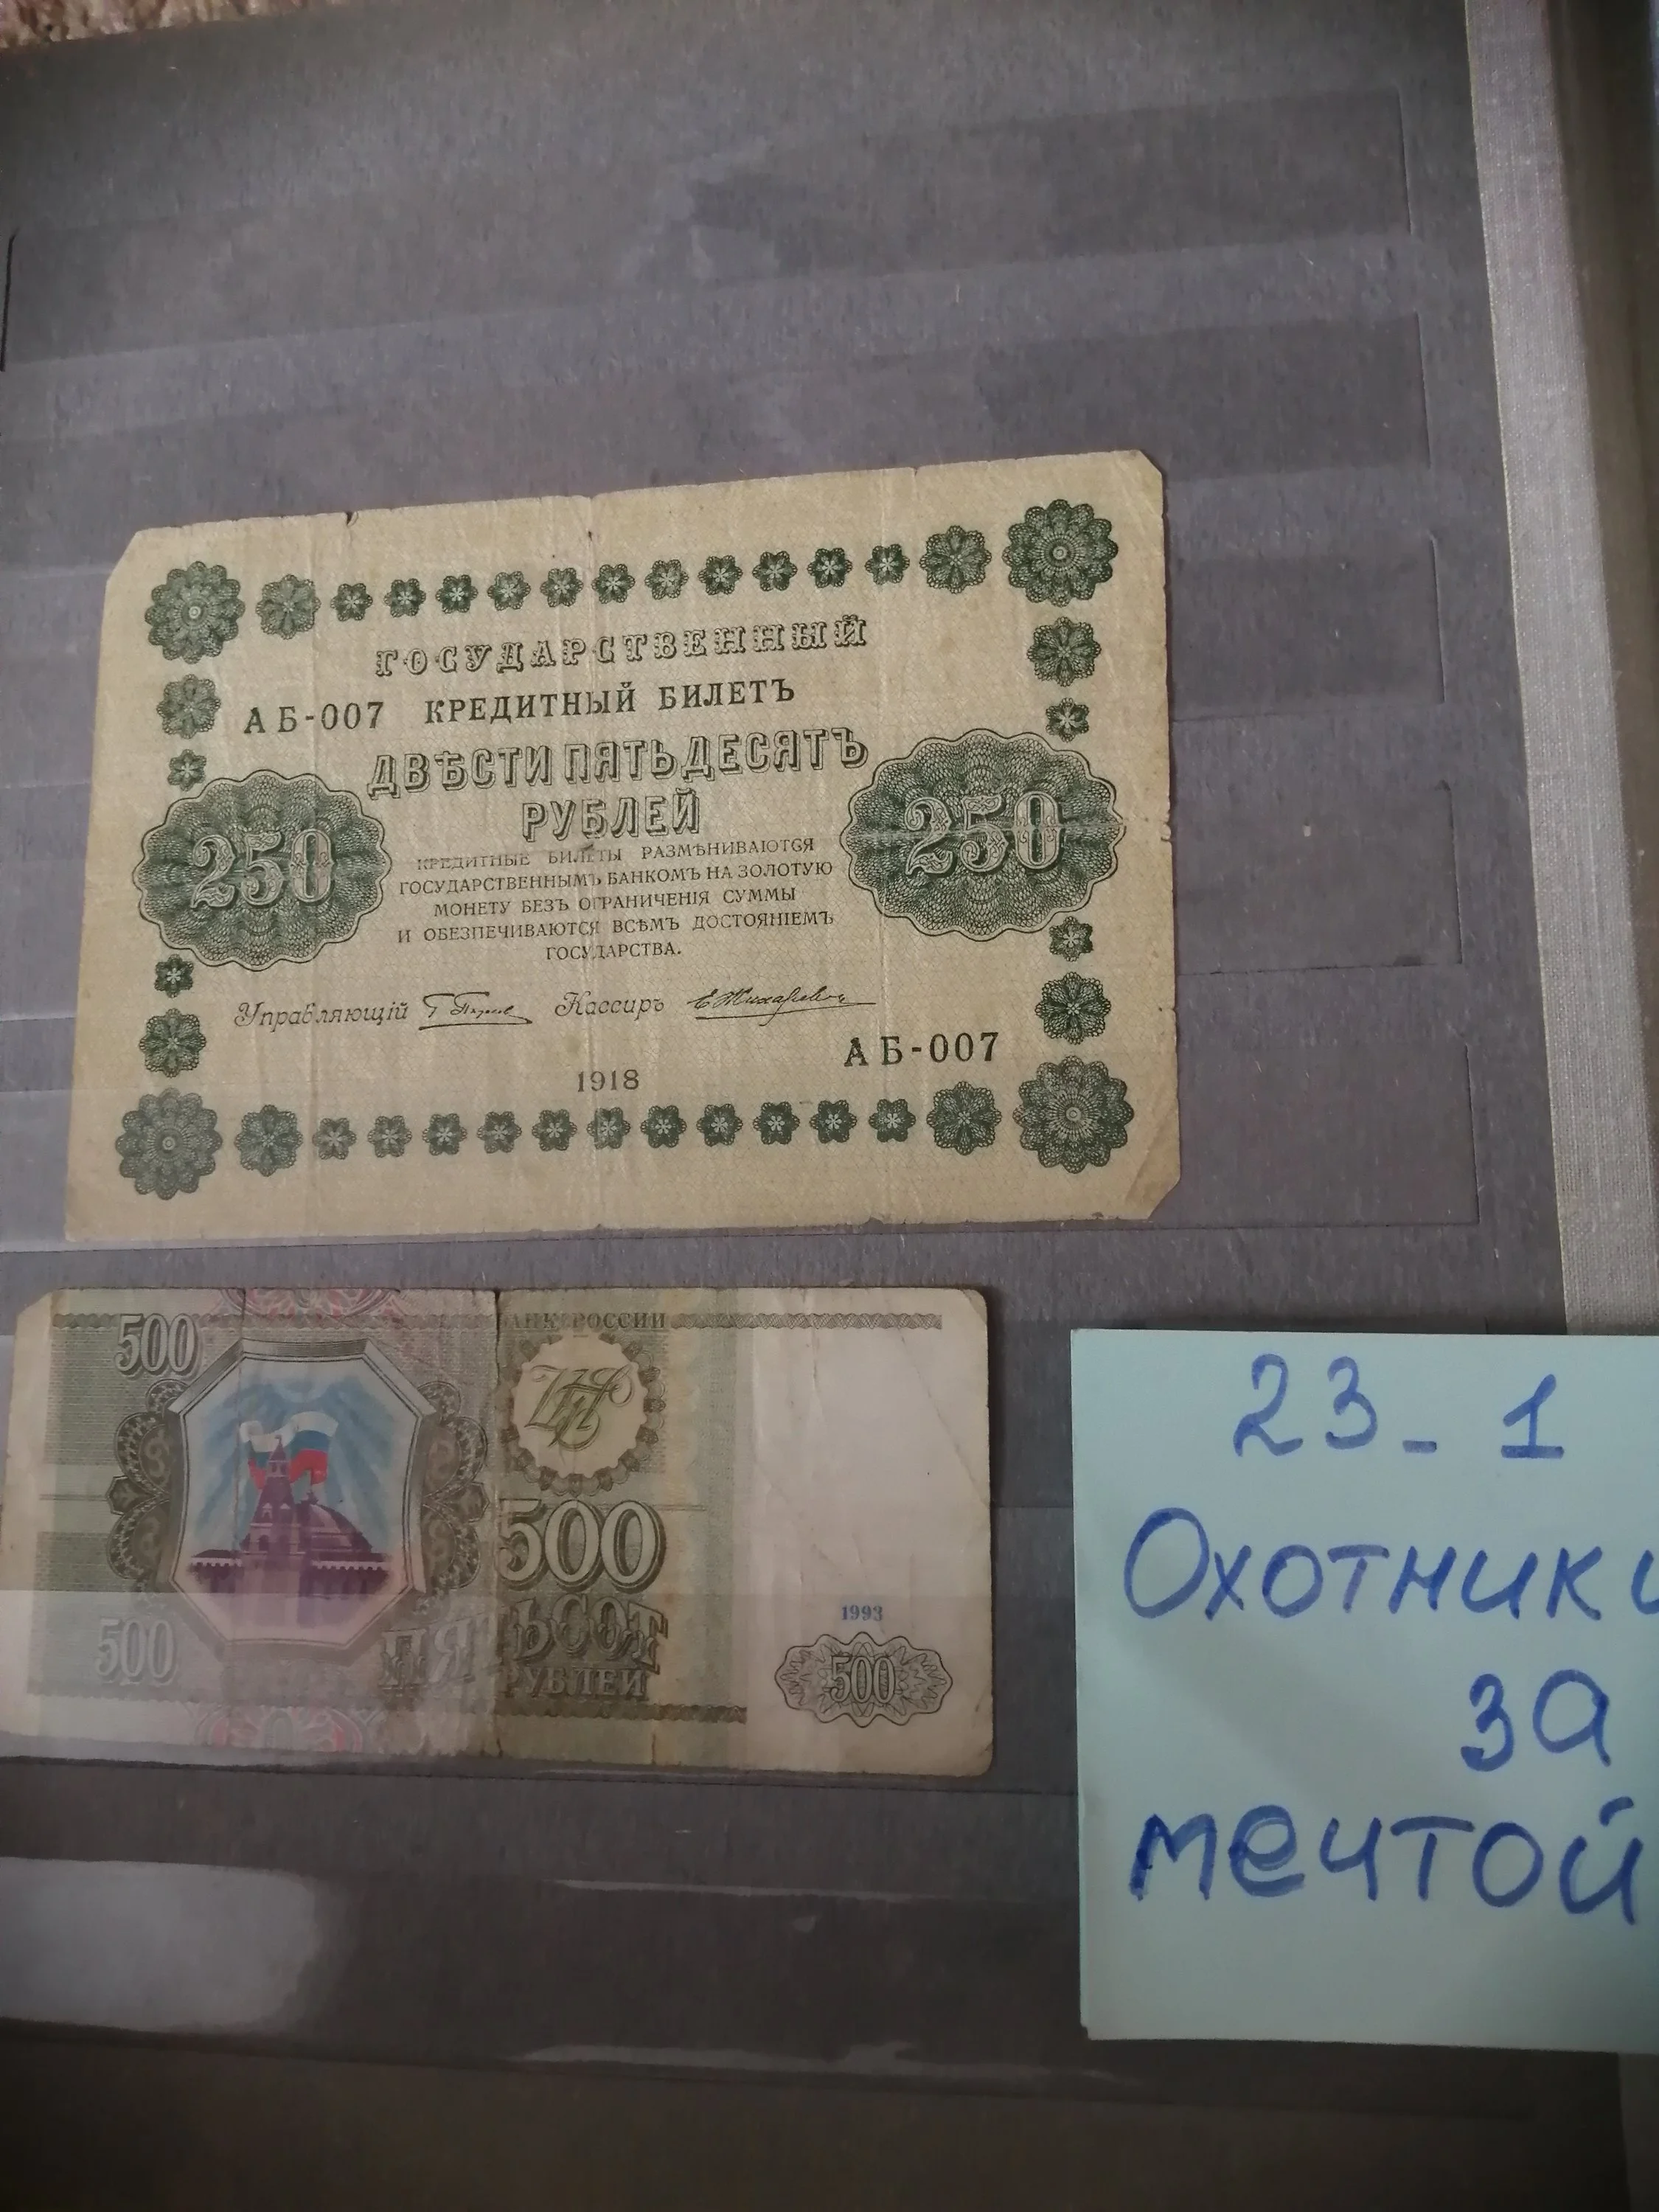 ГОСУДАРСТВЕННЫЙ
АБ-007 КРЕДИТНЫЙ БИЛЕТЪ
ДВѢСТИ ПЯТЬДЕСЯТЪ
РУБЛЕЙ
250 250
КРЕДИТНЫЕ БИЛЕТЫ РАЗМѢНИВАЮТСЯ
ГОСУДАРСТВЕННЫМЪ БАНКОМЪ НА ЗОЛОТУЮ
МОНЕТУ БЕЗЪ ОГРАНИЧЕНІЯ СУММЫ
И ОБЕЗПЕЧИВАЮТСЯ ВСѢМЪ ДОСТОЯНІЕМЪ
ГОСУДАРСТВА.
Управляющій Кассиръ
АБ-007
1918
500 АНК РОССИИ
500
1993
500 ПЯТЬСОТ 500
РУБЛЕЙ
23-1
Охотники
за
мечтой